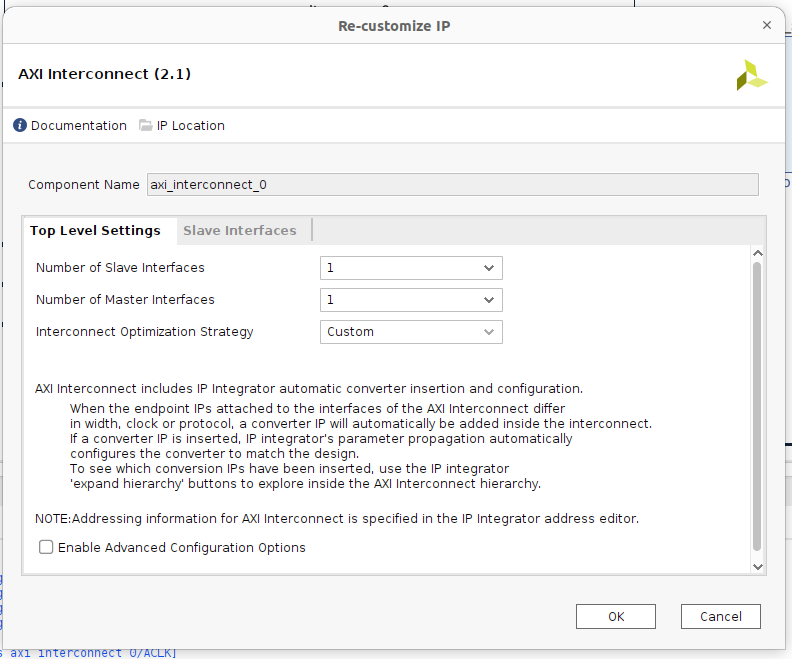 Re-customize IP
AXI Interconnect (2.1)
Documentation IP Location
Component Name axi_interconnect_0
Top Level Settings Slave Interfaces
Number of Slave Interfaces 1
Number of Master Interfaces 1
Interconnect Optimization Strategy Custom
AXI Interconnect includes IP Integrator automatic converter insertion and configuration.
When the endpoint IPs attached to the interfaces of the AXI Interconnect differ
in width, clock or protocol, a converter IP will automatically be added inside the interconnect.
If a converter IP is inserted, IP integrator's parameter propagation automatically
configures the converter to match the design.
To see which conversion IPs have been inserted, use the IP integrator
'expand hierarchy' buttons to explore inside the AXI Interconnect hierarchy.
NOTE:Addressing information for AXI Interconnect is specified in the IP Integrator address editor.
Enable Advanced Configuration Options
OK Cancel
axi_interconnect_0/ACLK]